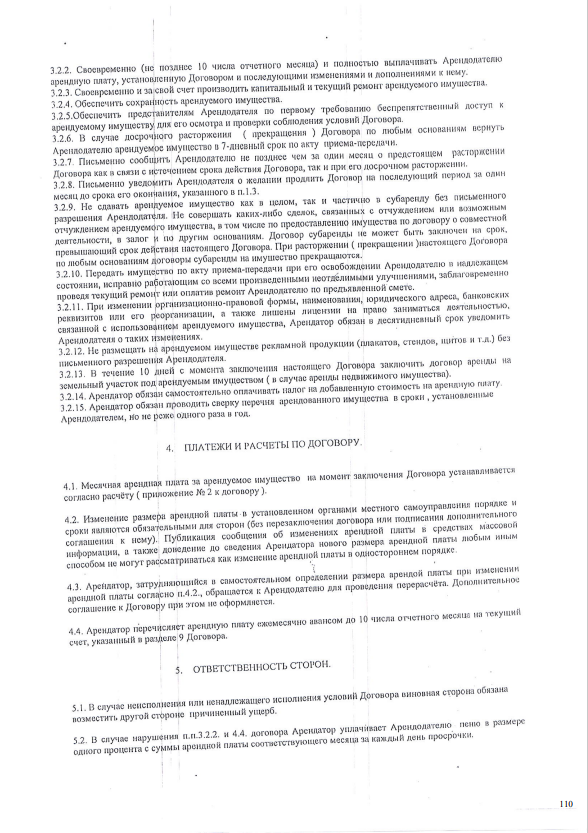 3.2.2. Своевременно (не позднее 10 числа отчетного месяца) и полностью выплачивать Арендодателю
арендную плату, установленную Договором и последующими изменениями и дополнениями к нему.
3.2.3. Своевременно и за свой счет производить капитальный и текущий ремонт арендуемого имущества.
3.2.4. Обеспечить сохранность арендуемого имущества.
3.2.5.Обеспечить представителям Арендодателя по первому требованию беспрепятственный доступ к
арендуемому имуществу для его осмотра и проверки соблюдения условий Договора.
3.2.6. В случае досрочного расторжения ( прекращения ) Договора по любым основаниям вернуть
Арендодателю арендуемое имущество в 7-дневный срок по акту приема-передачи.
3.2.7. Письменно сообщить Арендодателю не позднее чем за один месяц о предстоящем расторжении
Договора как в связи с истечением срока действия Договора, так и при его досрочном расторжении.
3.2.8. Письменно уведомить Арендодателя о желании продлить Договор на последующий период за один
месяц до срока его окончания, указанного в п.1.3.
3.2.9. Не сдавать арендуемое имущество как в целом, так и частично в субаренду без письменного
разрешения Арендодателя. Не совершать каких-либо сделок, связанных с отчуждением или возможным
отчуждением арендуемого имущества, в том числе по предоставлению имущества по договору о совместной
деятельности, в залог и по другим основаниям. Договор субаренды не может быть заключен на срок,
превышающий срок действия настоящего Договора. При расторжении ( прекращении )настоящего Договора
по любым основаниям договоры субаренды на имущество прекращаются.
3.2.10. Передать имущество по акту приема-передачи при его освобождении Арендодателю в надлежащем
состоянии, исправно работающим со всеми произведенными неотделимыми улучшениями, заблаговременно
проведя текущий ремонт или оплатив ремонт Арендодателю по предъявленной смете.
3.2.11. При изменении организационно-правовой формы, наименования, юридического адреса, банковских
реквизитов или его реорганизации, а также лишены лицензии на право заниматься деятельностью,
связанной с использованием арендуемого имущества, Арендатор обязан в десятидневный срок уведомить
Арендодателя о таких изменениях.
3.2.12. Не размещать на арендуемом имуществе рекламной продукции (плакатов, стендов, щитов и т.д.) без
письменного разрешения Арендодателя.
3.2.13. В течение 10 дней с момента заключения настоящего Договора заключить договор аренды на
земельный участок под арендуемым имуществом ( в случае аренды недвижимого имущества).
3.2.14. Арендатор обязан самостоятельно оплачивать налог на добавленную стоимость на арендную плату.
3.2.15. Арендатор обязан проводить сверку перечня арендованного имущества в сроки , установленные
Арендодателем, но не реже одного раза в год.
4. ПЛАТЕЖИ И РАСЧЕТЫ ПО ДОГОВОРУ.
4.1. Месячная арендная плата за арендуемое имущество на момент заключения Договора устанавливается
согласно расчёту ( приложение № 2 к договору ).
4.2. Изменение размера арендной платы в установленном органами местного самоуправления порядке и
сроки являются обязательными для сторон (без перезаключения договора или подписания дополнительного
соглашения к нему). Публикация сообщения об изменениях арендной платы в средствах массовой
информации, а также доведение до сведения Арендатора нового размера арендной платы любым иным
способом не могут рассматриваться как изменение арендной платы в одностороннем порядке.
4.3. Арендатор, затрудняющийся в самостоятельном определении размера арендой платы при изменении
арендной платы согласно п.4.2., обращается к Арендодателю для проведения перерасчёта. Дополнительное
соглашение к Договору при этом не оформляется.
4.4. Арендатор перечисляет арендную плату ежемесячно авансом до 10 числа отчетного месяца на текущий
счет, указанный в разделе 9 Договора.
5. ОТВЕТСТВЕННОСТЬ СТОРОН.
5.1. В случае неисполнения или ненадлежащего исполнения условий Договора виновная сторона обязана
возместить другой стороне причиненный ущерб.
5.2. В случае нарушения п.п.3.2.2. и 4.4. договора Арендатор уплачивает Арендодателю пеню в размере
одного процента с суммы арендной платы соответствующего месяца за каждый день просрочки.
110